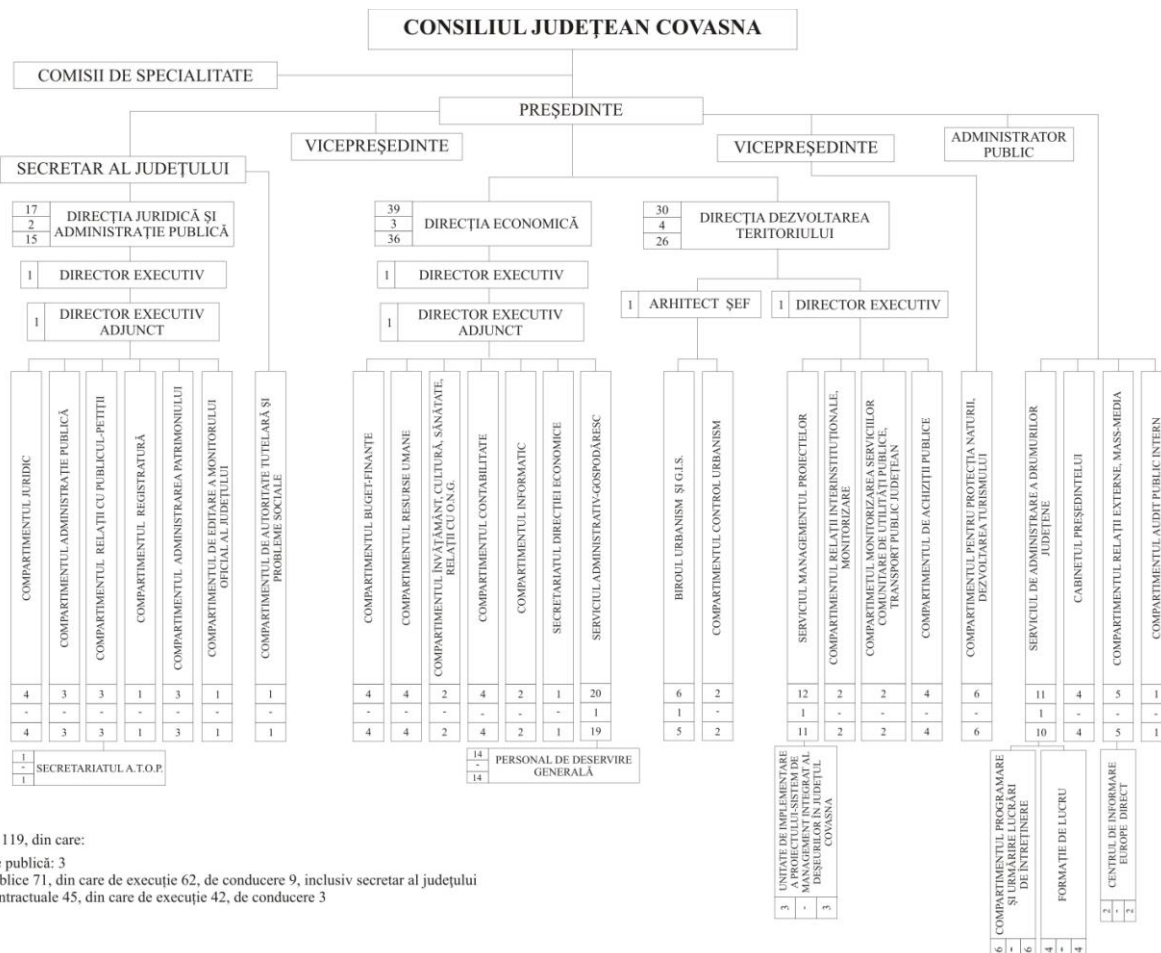 CONSILIUL JUDEȚEAN COVASNA
COMISII DE SPECIALITATE
PREȘEDINTE
VICEPREȘEDINTE
VICEPREȘEDINTE
ADMINISTRATOR
PUBLIC
SECRETAR AL JUDEȚULUI
17
2
15
DIRECȚIA JURIDICĂ ȘI
ADMINISTRAȚIE PUBLICĂ
39
3
36
DIRECȚIA ECONOMICĂ
30
4
26
DIRECȚIA DEZVOLTAREA
TERITORIULUI
1 DIRECTOR EXECUTIV
1 DIRECTOR EXECUTIV
1 ARHITECT ȘEF
1 DIRECTOR EXECUTIV
1 DIRECTOR EXECUTIV
ADJUNCT
1 DIRECTOR EXECUTIV
ADJUNCT
COMPARTIMENTUL JURIDIC
4
-
4
COMPARTIMENTUL ADMINISTRAȚIE PUBLICĂ
3
-
3
COMPARTIMENTUL RELAȚII CU PUBLICUL-PETIȚII
3
-
3
COMPARTIMENTUL REGISTRATURĂ
1
-
1
COMPARTIMENTUL ADMINISTRAREA PATRIMONIULUI
3
-
3
COMPARTIMENTUL DE EDITARE A MONITORULUI
OFICIAL AL JUDEȚULUI
1
-
1
COMPARTIMENTUL DE AUTORITATE TUTELARĂ ȘI
PROBLEME SOCIALE
1
-
1
COMPARTIMENTUL BUGET-FINANȚE
4
-
4
COMPARTIMENTUL RESURSE UMANE
4
-
4
COMPARTIMENTUL ÎNVĂȚĂMÂNT, CULTURĂ, SĂNĂTATE,
RELAȚII CU O.N.G.
2
-
2
COMPARTIMENTUL CONTABILITATE
4
-
4
COMPARTIMENTUL INFORMATIC
2
-
2
SECRETARIATUL DIRECȚIEI ECONOMICE
1
-
1
SERVICIUL ADMINISTRATIV-GOSPODĂRESC
20
1
19
BIROUL URBANISM ȘI G.I.S.
6
1
5
COMPARTIMENTUL CONTROL URBANISM
2
-
2
SERVICIUL MANAGEMENTUL PROIECTELOR
12
1
11
COMPARTIMENTUL RELAȚII INTERINSTITUȚIONALE,
MONITORIZARE
2
-
2
COMPARTIMETUL MONITORIZAREA SERVICIILOR
COMUNITARE DE UTILITĂȚI PUBLICE,
TRANSPORT PUBLIC JUDEȚEAN
2
-
2
COMPARTIMENTUL DE ACHIZIȚII PUBLICE
4
-
4
COMPARTIMENTUL PENTRU PROTECȚIA NATURII,
DEZVOLTAREA TURISMULUI
6
-
6
SERVICIUL DE ADMINISTRARE A DRUMURILOR
JUDEȚENE
11
1
10
CABINETUL PREȘEDINTELUI
4
-
4
COMPARTIMENTUL RELAȚII EXTERNE, MASS-MEDIA
5
-
5
COMPARTIMENTUL AUDIT PUBLIC INTERN
1
-
1
1
-
1
SECRETARIATUL A.T.O.P.
14
-
14
PERSONAL DE DESERVIRE
GENERALĂ
UNITATE DE IMPLEMENTARE
A PROIECTULUI-SISTEM DE
MANAGEMENT INTEGRAT AL
DEȘEURILOR ÎN JUDEȚUL
COVASNA
3 - 3
COMPARTIMENTUL PROGRAMARE
ȘI URMĂRIRE LUCRĂRI
DE ÎNTREȚINERE
6 - 6
FORMAȚIE DE LUCRU
4 - 4
CENTRUL DE INFORMARE
EUROPE DIRECT
2 - 2
119, din care:
publică: 3
blice 71, din care de execuție 62, de conducere 9, inclusiv secretar al județului
ntractuale 45, din care de execuție 42, de conducere 3